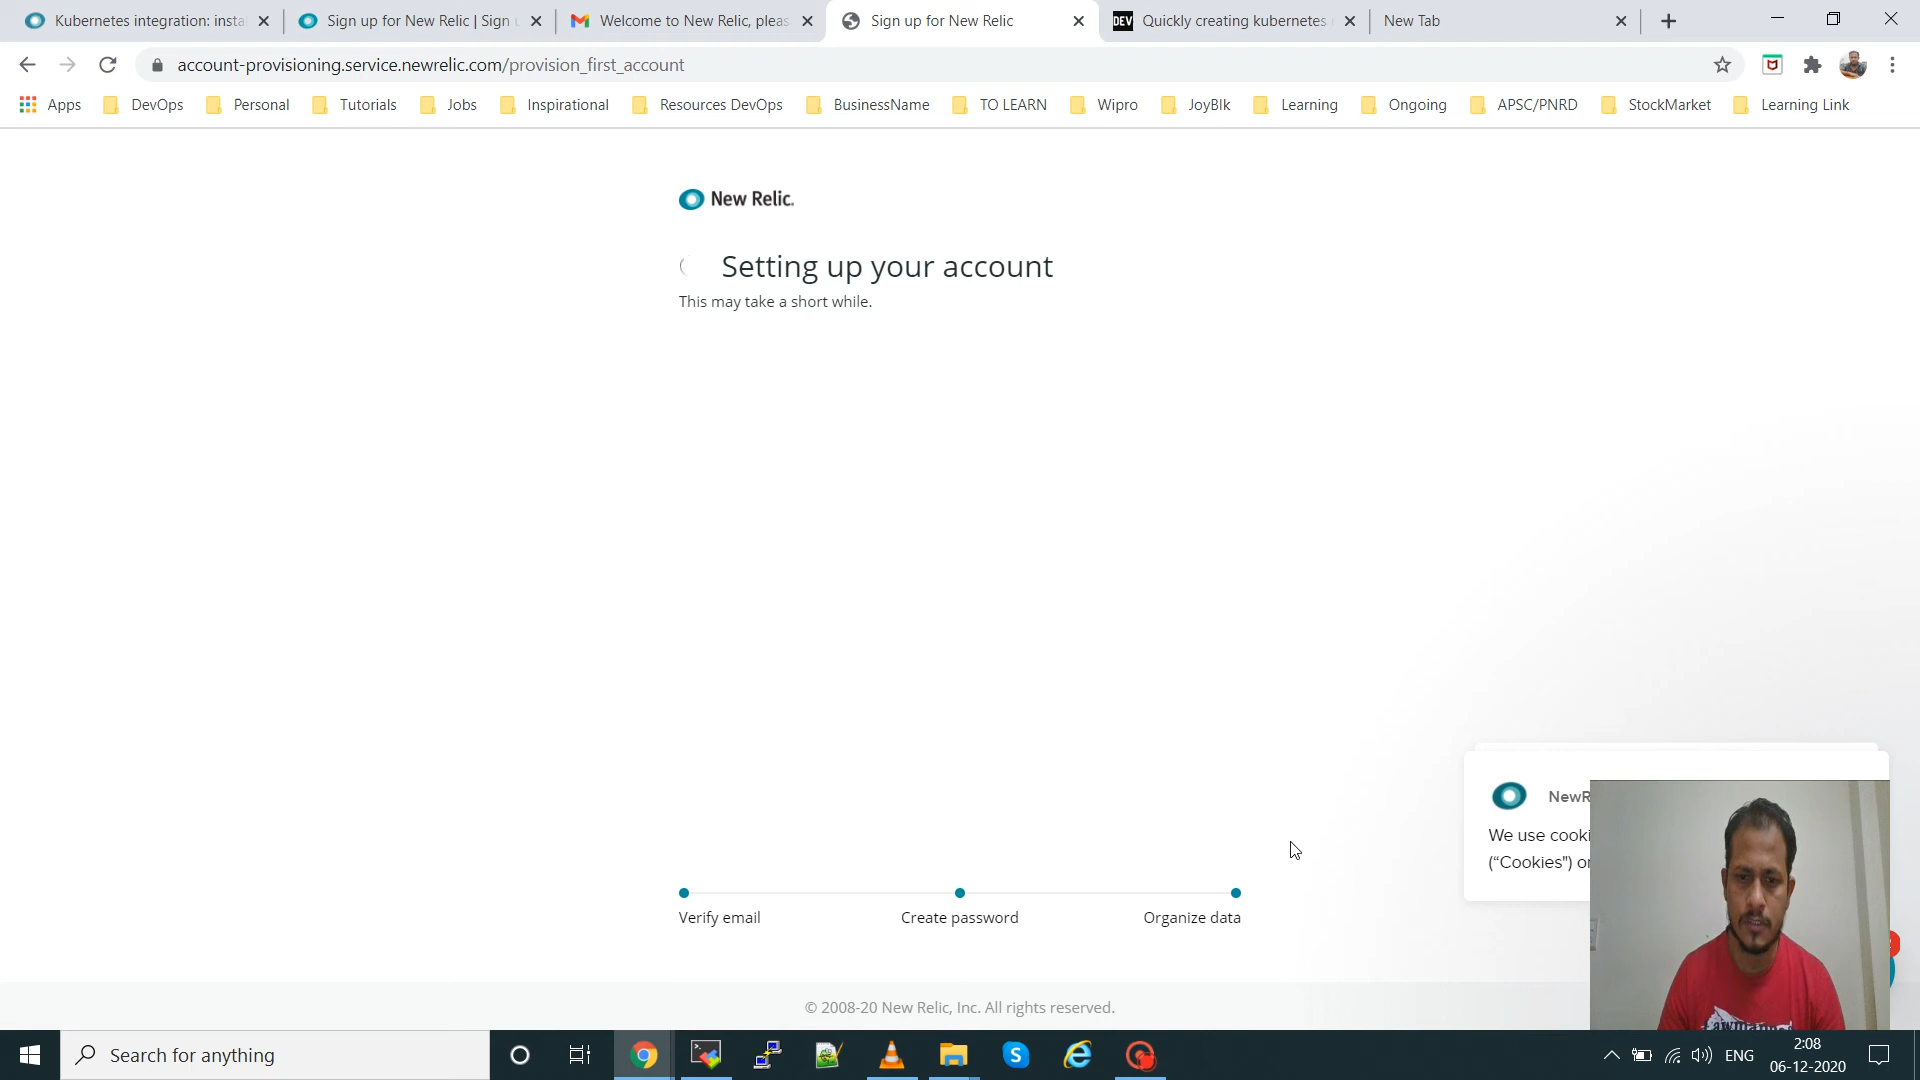 Kubernetes integration: insta
Sign up for New Relic | Sign u
Welcome to New Relic, pleas
Sign up for New Relic
DEV
Quickly creating kubernetes
New Tab
account-provisioning.service.newrelic.com/provision_first_account
Apps
DevOps
Personal
Tutorials
Jobs
Inspirational
Resources DevOps
BusinessName
TO LEARN
Wipro
JoyBlk
Learning
Ongoing
APSC/PNRD
StockMarket
Learning Link
New Relic.
Setting up your account
This may take a short while.
NewR
We use cooki
("Cookies") or
Verify email
Create password
Organize data
© 2008-20 New Relic, Inc. All rights reserved.
Search for anything
ENG
2:08
06-12-2020